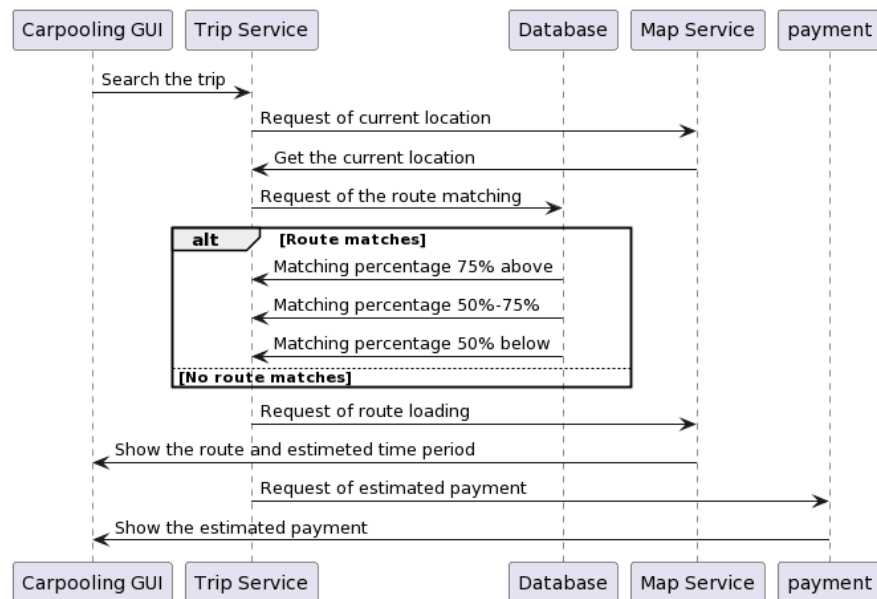 Carpooling GUI Trip Service Database Map Service payment
Search the trip
Request of current location
Get the current location
Request of the route matching
alt [Route matches]
Matching percentage 75% above
Matching percentage 50%-75%
Matching percentage 50% below
[No route matches]
Request of route loading
Show the route and estimeted time period
Request of estimated payment
Show the estimated payment
Carpooling GUI Trip Service Database Map Service payment